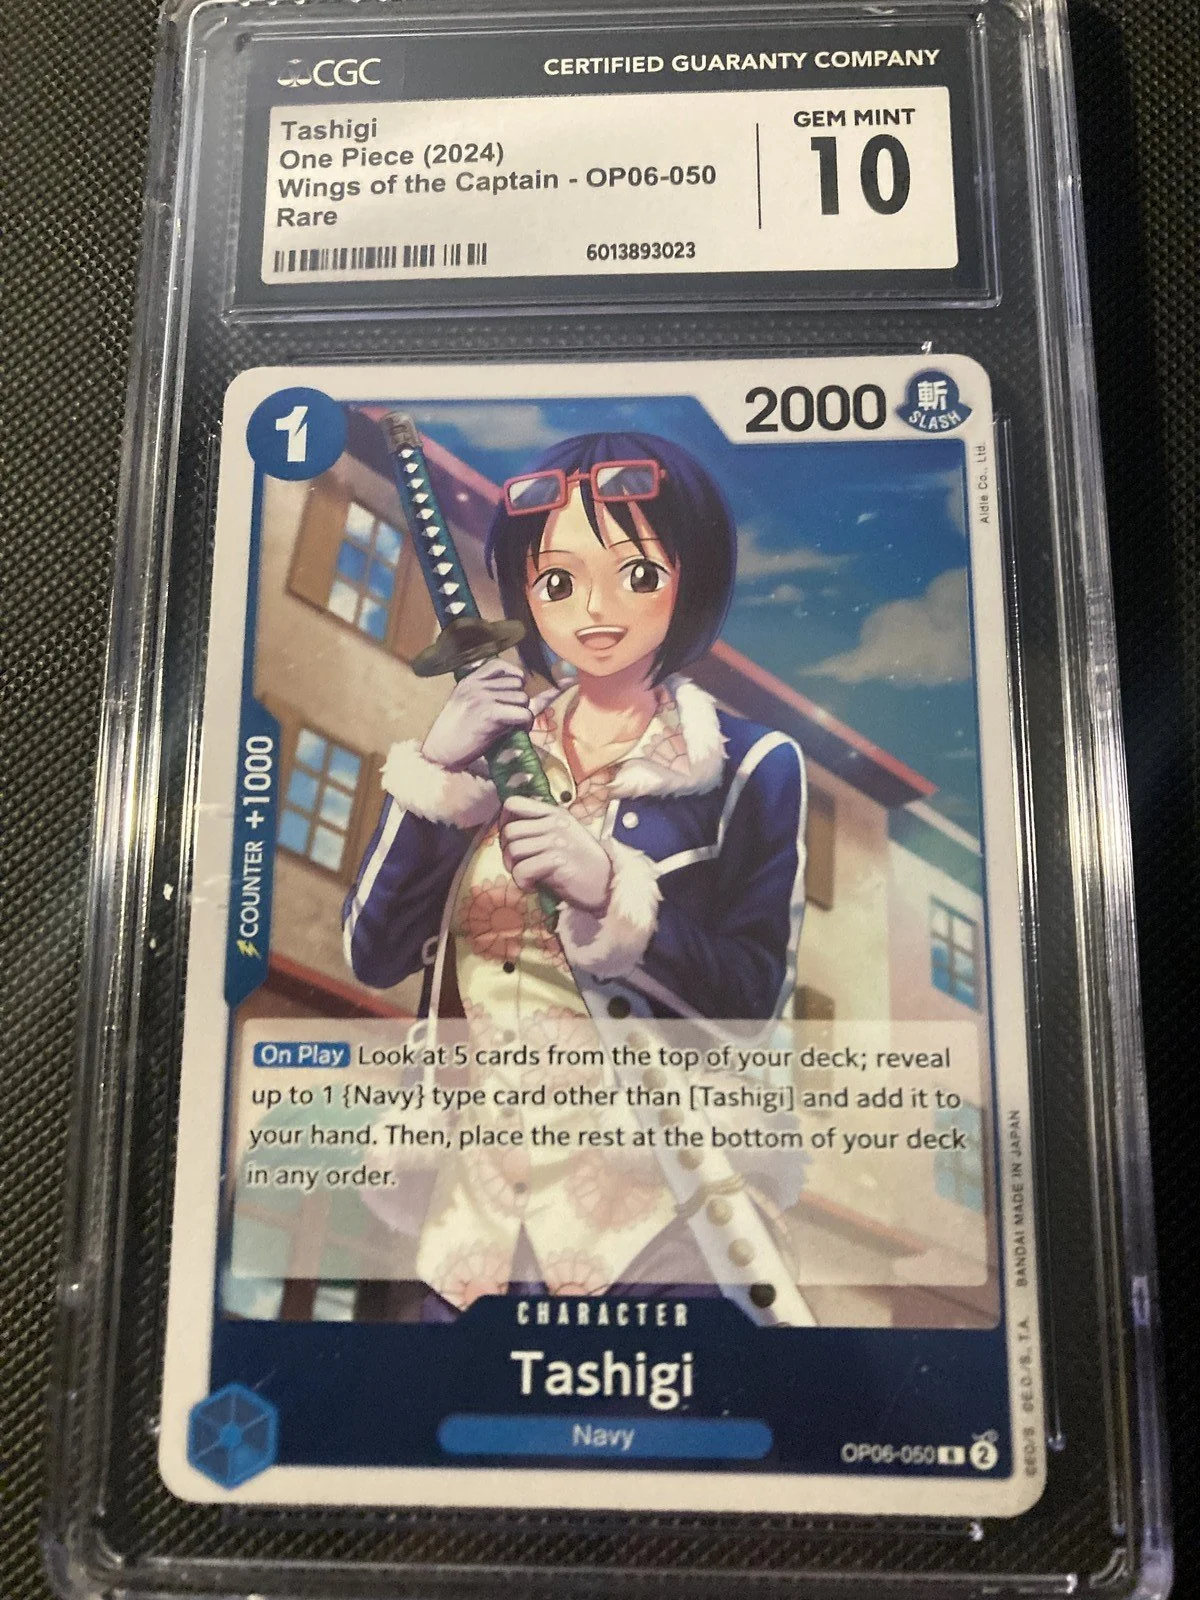 CGC
CERTIFIED GUARANTY COMPANY
Tashigi
One Piece (2024)
Wings of the Captain - OP06-050
Rare
GEM MINT
10
6013893023
1
2000
斬
SLASH
Aidle Co., Ltd.
COUNTER +1000
On Play Look at 5 cards from the top of your deck; reveal
up to 1 {Navy} type card other than [Tashigi] and add it to
your hand. Then, place the rest at the bottom of your deck
in any order.
CHARACTER
Tashigi
Navy
OP06-050 R 2
©E.O/S. ©E.O./S., T.A. BANDAI MADE IN JAPAN